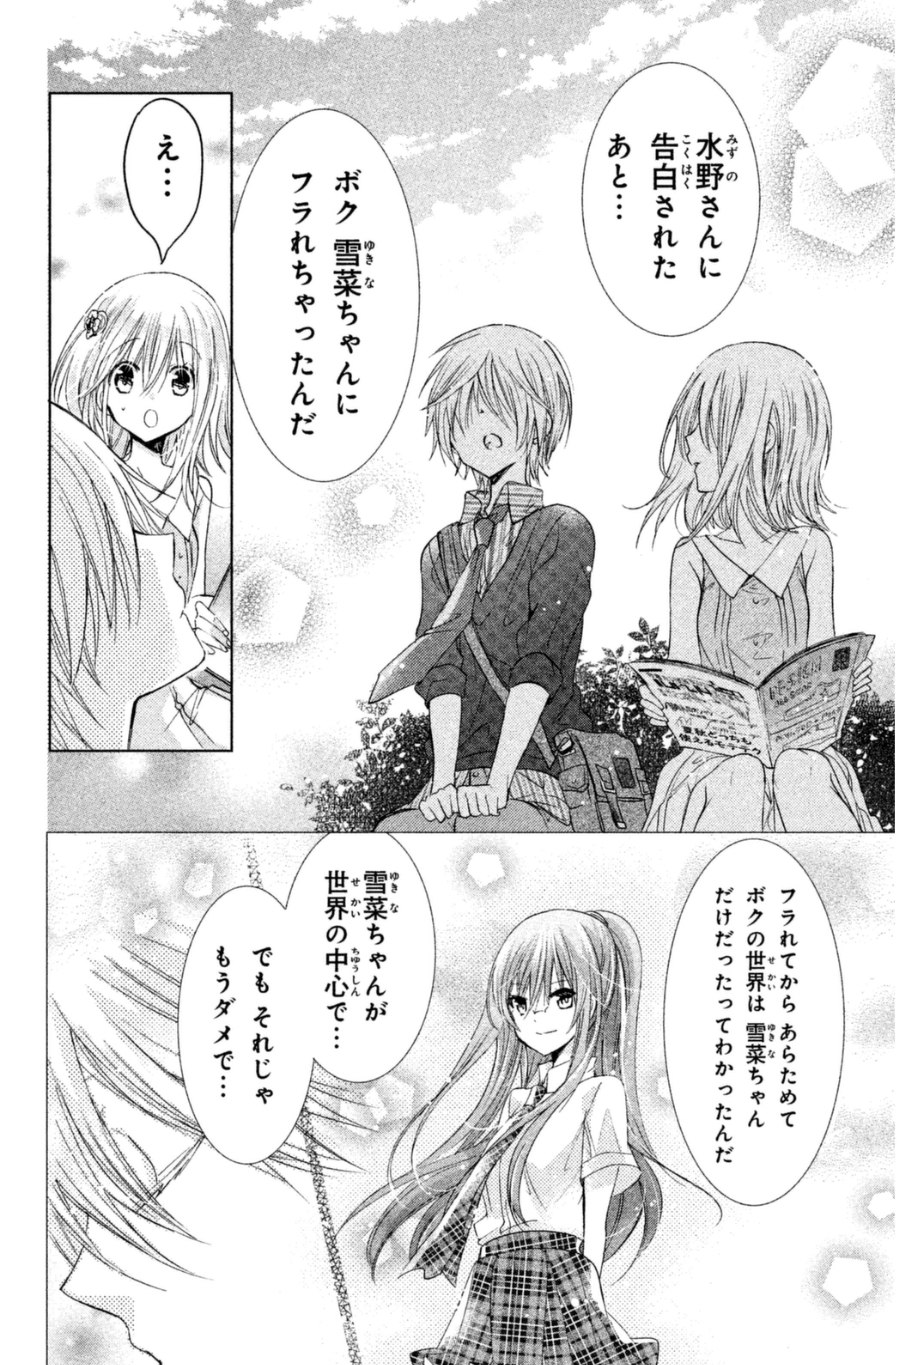 水野さんに
告白された
あと…
ボク 雪菜ちゃんに
フラれちゃったんだ
え…
フラれてから あらためて
ボクの世界は 雪菜ちゃん
だけだったってわかったんだ
雪菜ちゃんが
世界の中心で…
でも それじゃ
もうダメで…